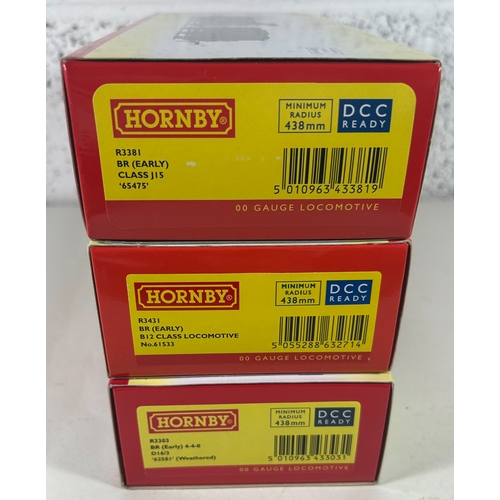 HORNBY®
MINIMUM
RADIUS
438mm
DCC
READY
R3381
BR (EARLY)
CLASS J15
'65475'
5 010963 433819
00 GAUGE LOCOMOTIVE
HORNBY®
MINIMUM
RADIUS
438mm
DCC
READY
R3431
BR (EARLY)
B12 CLASS LOCOMOTIVE
No.61533
5 055288 632714
00 GAUGE LOCOMOTIVE
HORNBY®
MINIMUM
RADIUS
438mm
DCC
READY
R3303
BR (Early) 4-4-0
D16/3
'62581' (Weathered)
5 010963 433031
00 GAUGE LOCOMOTIVE